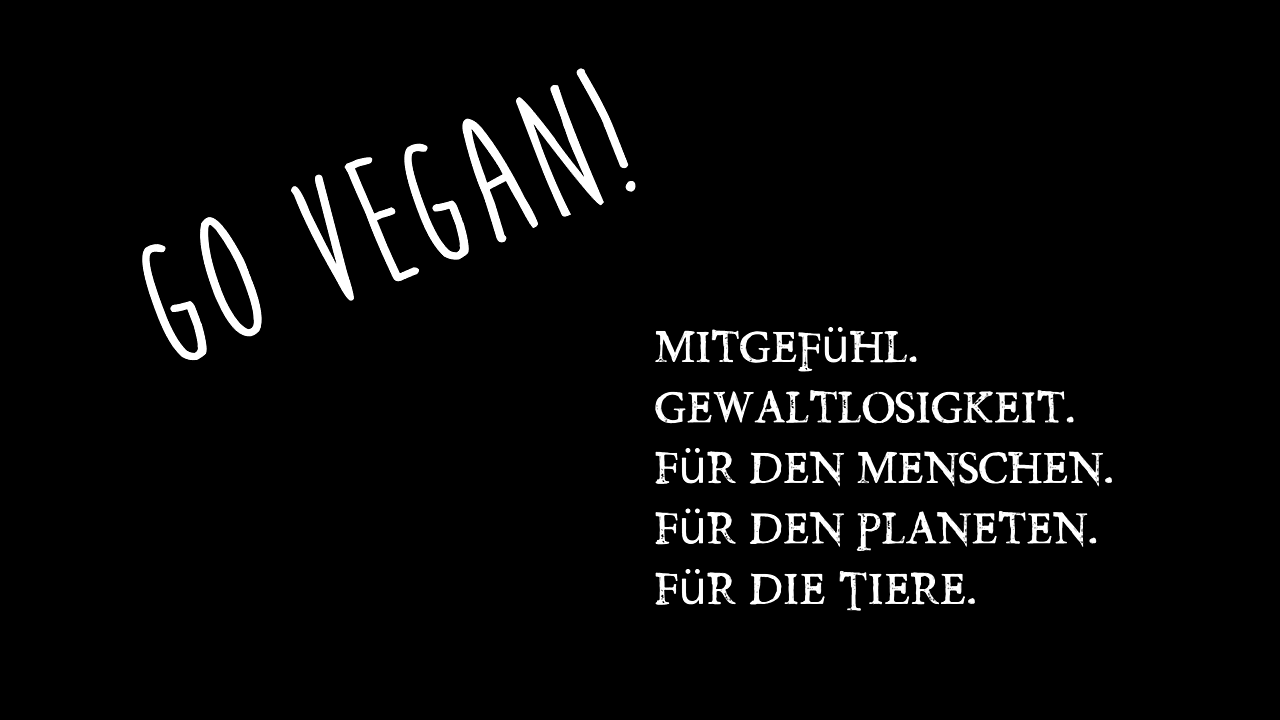 GO VEGAN!
MITGEFÜHL.
GEWALTLOSIGKEIT.
FÜR DEN MENSCHEN.
FÜR DEN PLANETEN.
FÜR DIE TIERE.